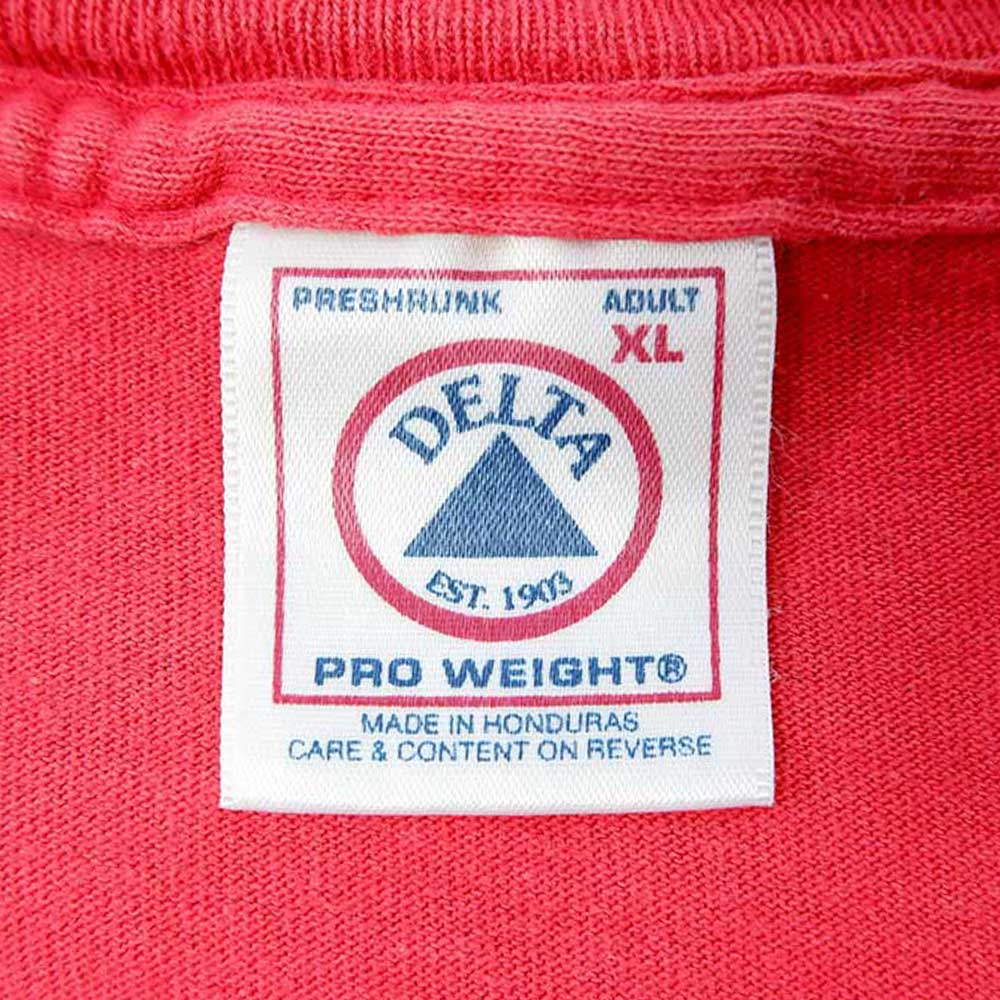 PRESHRUNK ADULT
XL
DELTA
EST. 1903
PRO WEIGHT®
MADE IN HONDURAS
CARE & CONTENT ON REVERSE